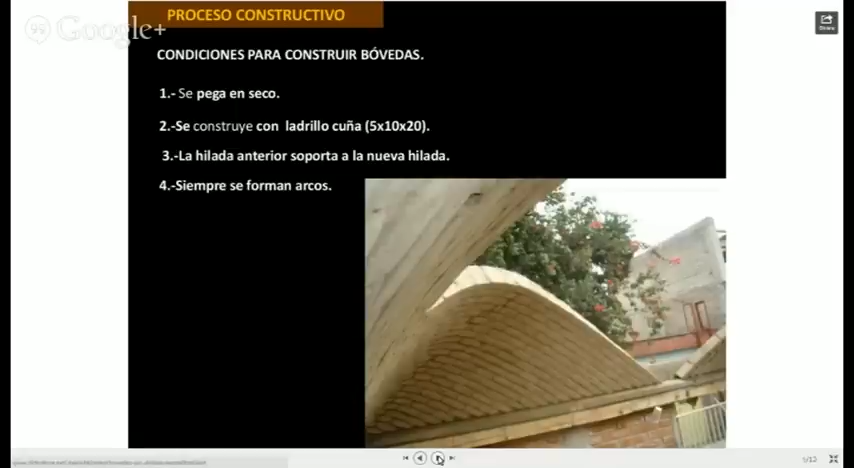 PROCESO CONSTRUCTIVO
Google+
CONDICIONES PARA CONSTRUIR BÓVEDAS.
1.- Se pega en seco.
2.-Se construye con ladrillo cuña (5x10x20).
3.-La hilada anterior soporta a la nueva hilada.
4.-Siempre se forman arcos.
1/12